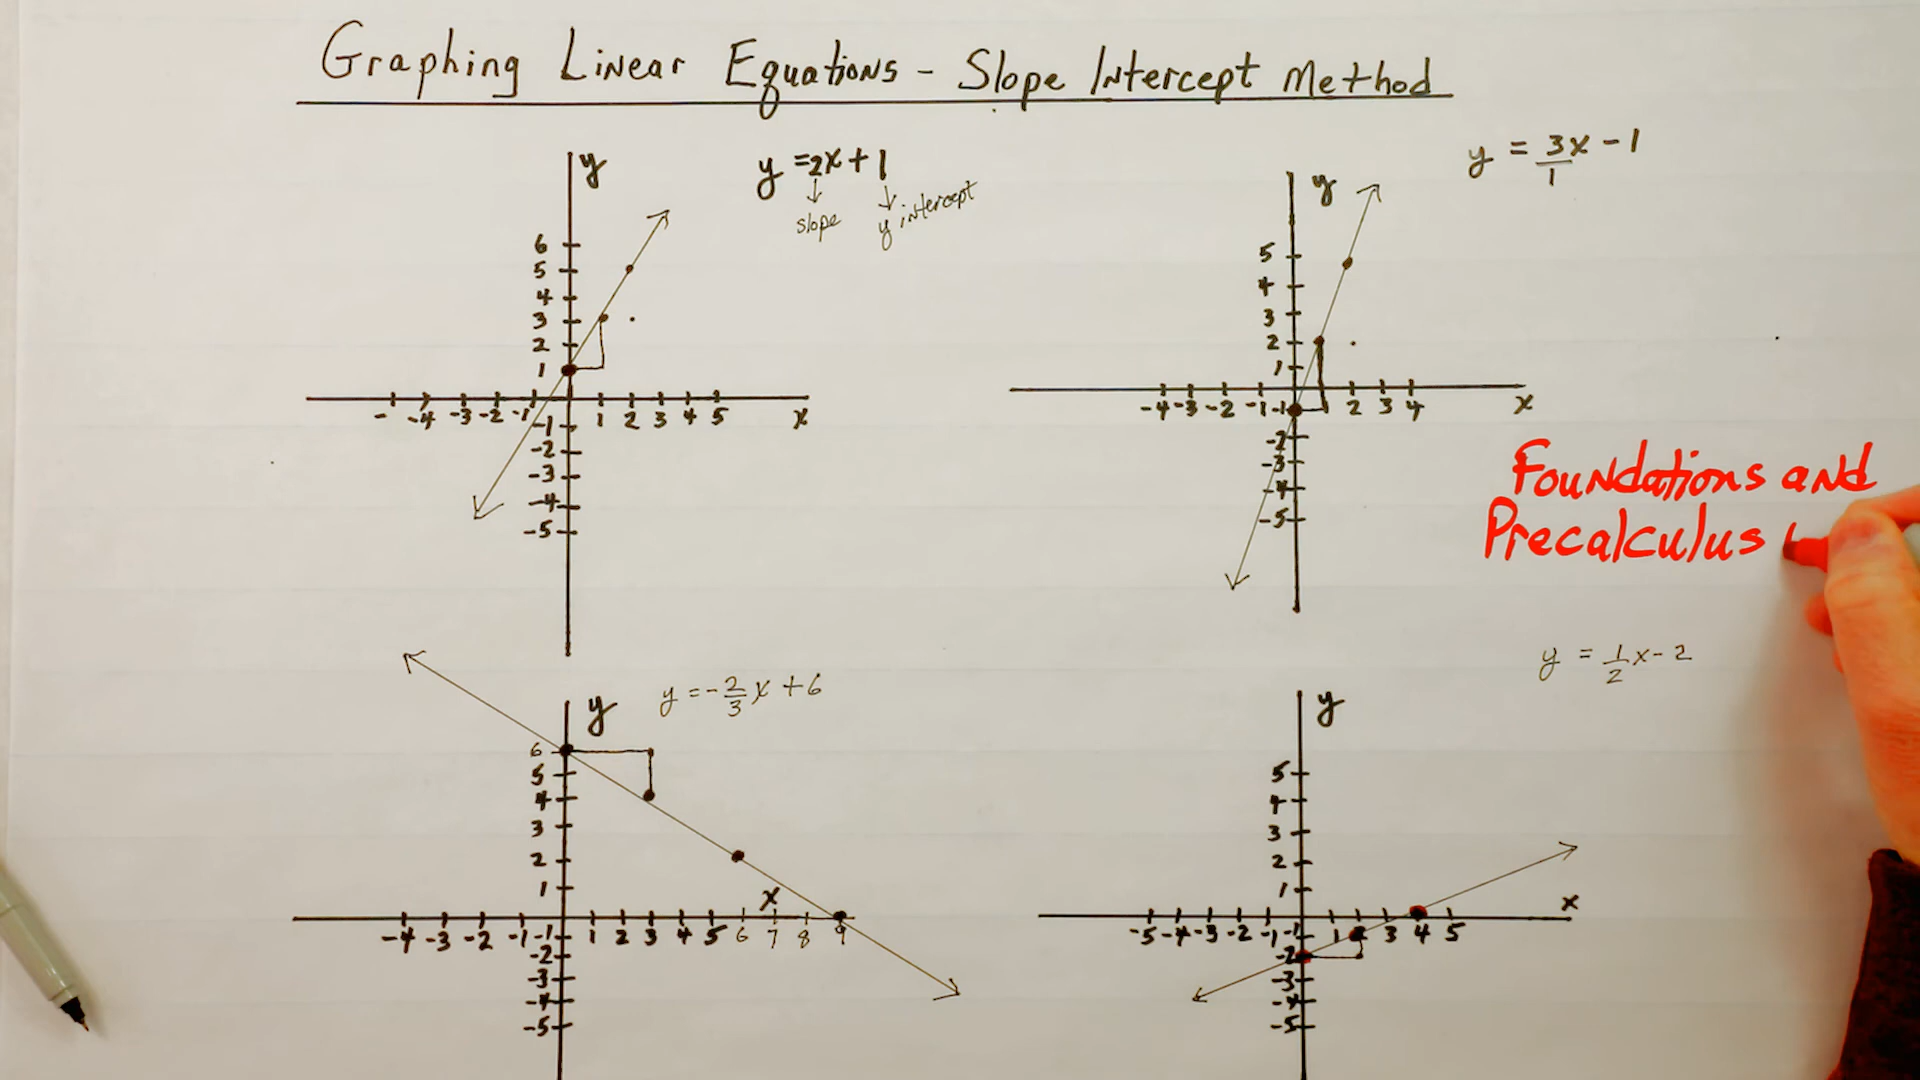 Graphing Linear Equations - Slope Intercept Method
y
y = 2x + 1
slope
y intercept
6
5
4
3
2
1
- -4 -3 -2 -1 1 2 3 4 5 x
-1
-2
-3
-4
-5
y = 3/1 x - 1
y
5
4
3
2
1
-4 -3 -2 -1 -1 1 2 3 4 x
-2
-3
-4
-5
Foundations and
Precalculus
y = -2/3 x + 6
y
6
5
4
3
2
1
x
-4 -3 -2 -1 -1 1 2 3 4 5 6 7 8 9
-2
-3
-4
-5
y = 1/2 x - 2
y
5
4
3
2
1
x
-5 -4 -3 -2 -1 -1 1 2 3 4 5
-2
-3
-4
-5